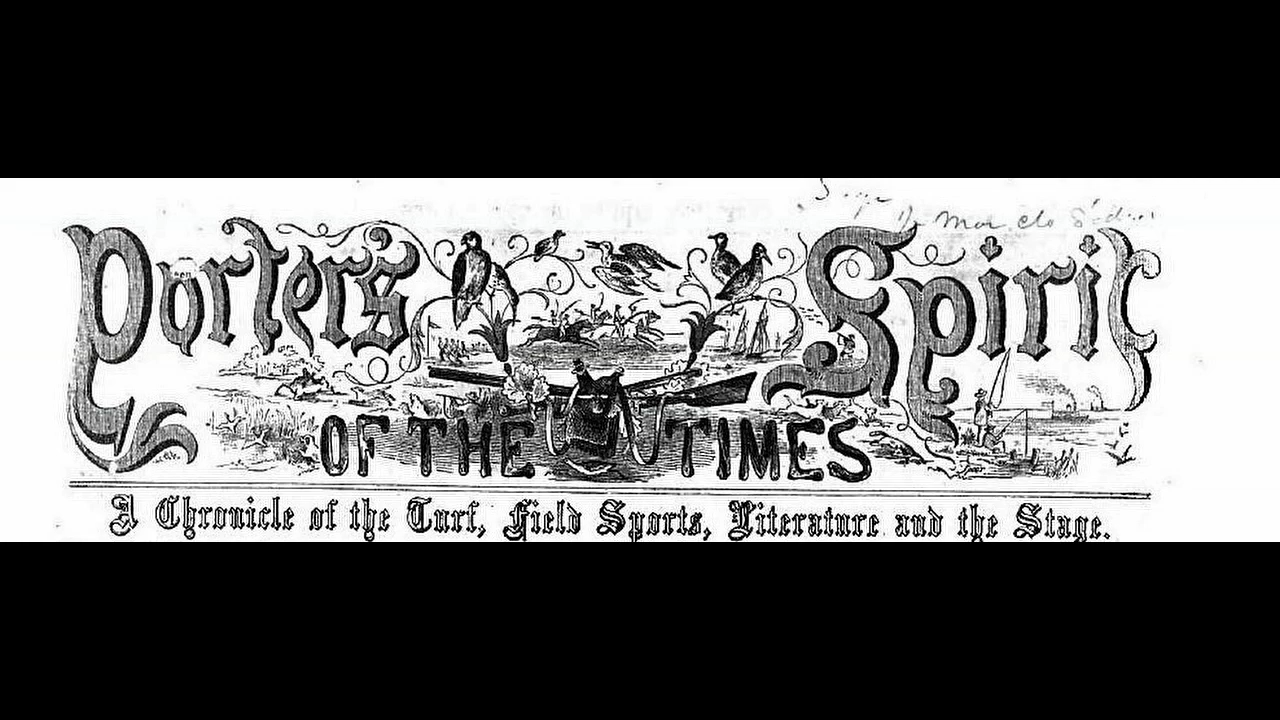 Porter's Spirit
OF THE TIMES
A Chronicle of the Turf, Field Sports, Literature and the Stage.